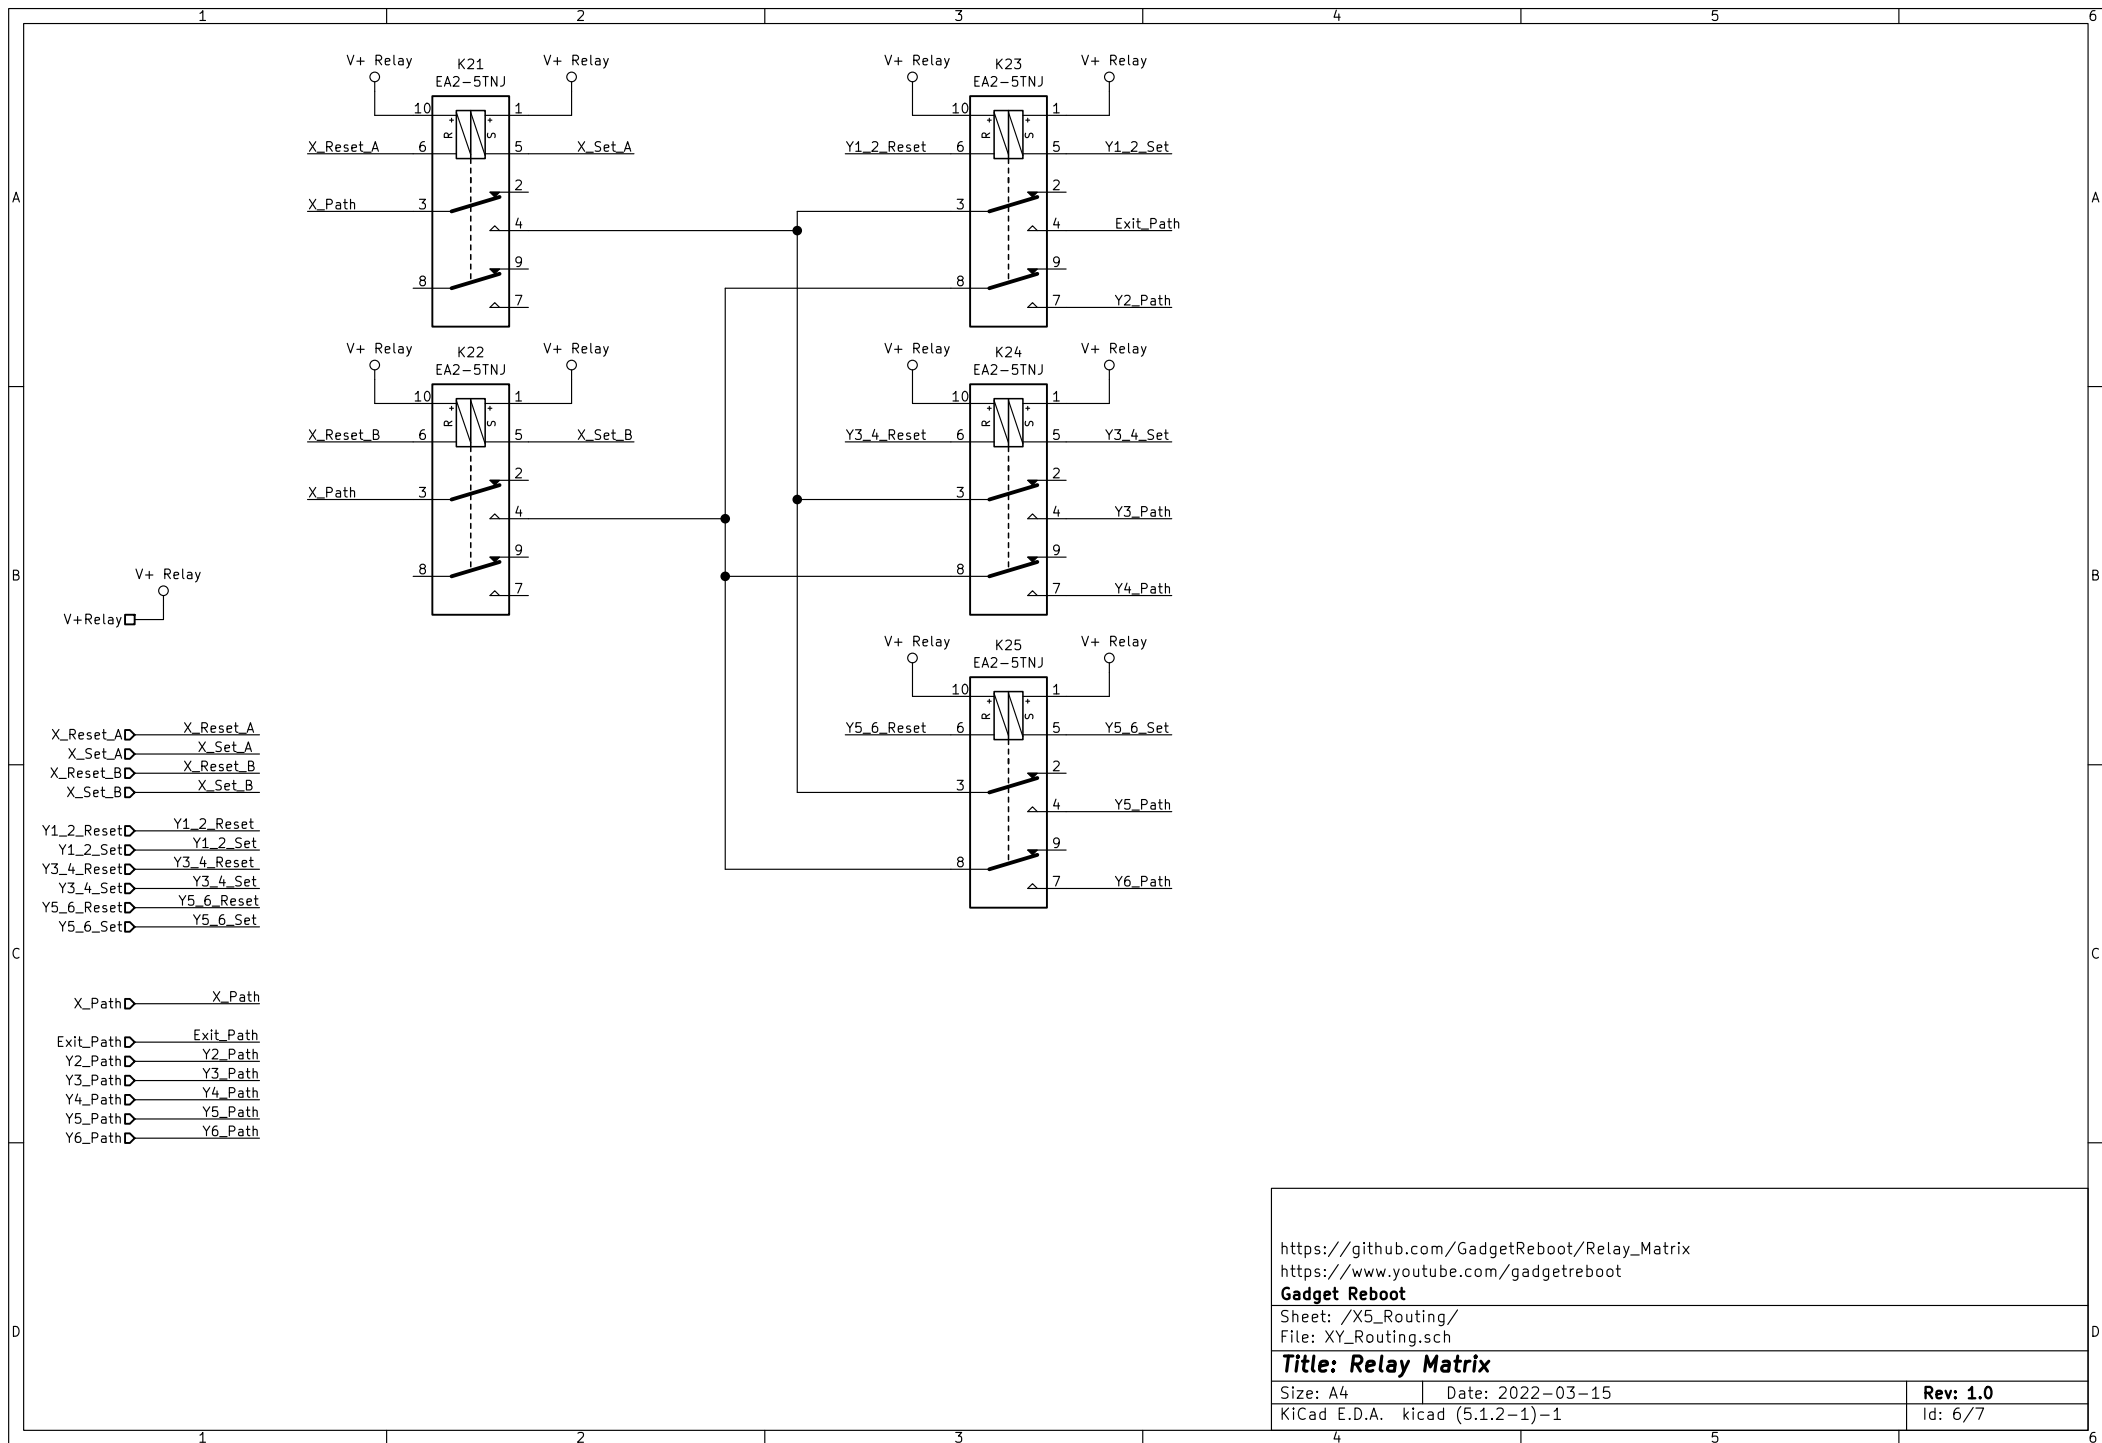 1 2 3 4 5 6
V+ Relay K21 V+ Relay
EA2-5TNJ
10 1
R + + S
X_Reset_A 6 5 X_Set_A
2
X_Path 3
4
9
8
7
V+ Relay K23 V+ Relay
EA2-5TNJ
10 1
R + + S
Y1_2_Reset 6 5 Y1_2_Set
2
3
4 Exit_Path
9
8
7 Y2_Path
A A
V+ Relay K22 V+ Relay
EA2-5TNJ
10 1
R + + S
X_Reset_B 6 5 X_Set_B
2
X_Path 3
4
9
8
7
V+ Relay K24 V+ Relay
EA2-5TNJ
10 1
R + + S
Y3_4_Reset 6 5 Y3_4_Set
2
3
4 Y3_Path
9
8
7 Y4_Path
B B
V+ Relay
V+Relay
V+ Relay K25 V+ Relay
EA2-5TNJ
10 1
R + + S
Y5_6_Reset 6 5 Y5_6_Set
2
3
4 Y5_Path
9
8
7 Y6_Path
X_Reset_A X_Reset_A
X_Set_A X_Set_A
X_Reset_B X_Reset_B
X_Set_B X_Set_B
Y1_2_Reset Y1_2_Reset
Y1_2_Set Y1_2_Set
Y3_4_Reset Y3_4_Reset
Y3_4_Set Y3_4_Set
Y5_6_Reset Y5_6_Reset
Y5_6_Set Y5_6_Set
C C
X_Path X_Path
Exit_Path Exit_Path
Y2_Path Y2_Path
Y3_Path Y3_Path
Y4_Path Y4_Path
Y5_Path Y5_Path
Y6_Path Y6_Path
https://github.com/GadgetReboot/Relay_Matrix
https://www.youtube.com/gadgetreboot
Gadget Reboot
Sheet: /X5_Routing/
File: XY_Routing.sch
D D
Title: Relay Matrix
Size: A4 Date: 2022-03-15 Rev: 1.0
KiCad E.D.A. kicad (5.1.2-1)-1 Id: 6/7
1 2 3 4 5 6